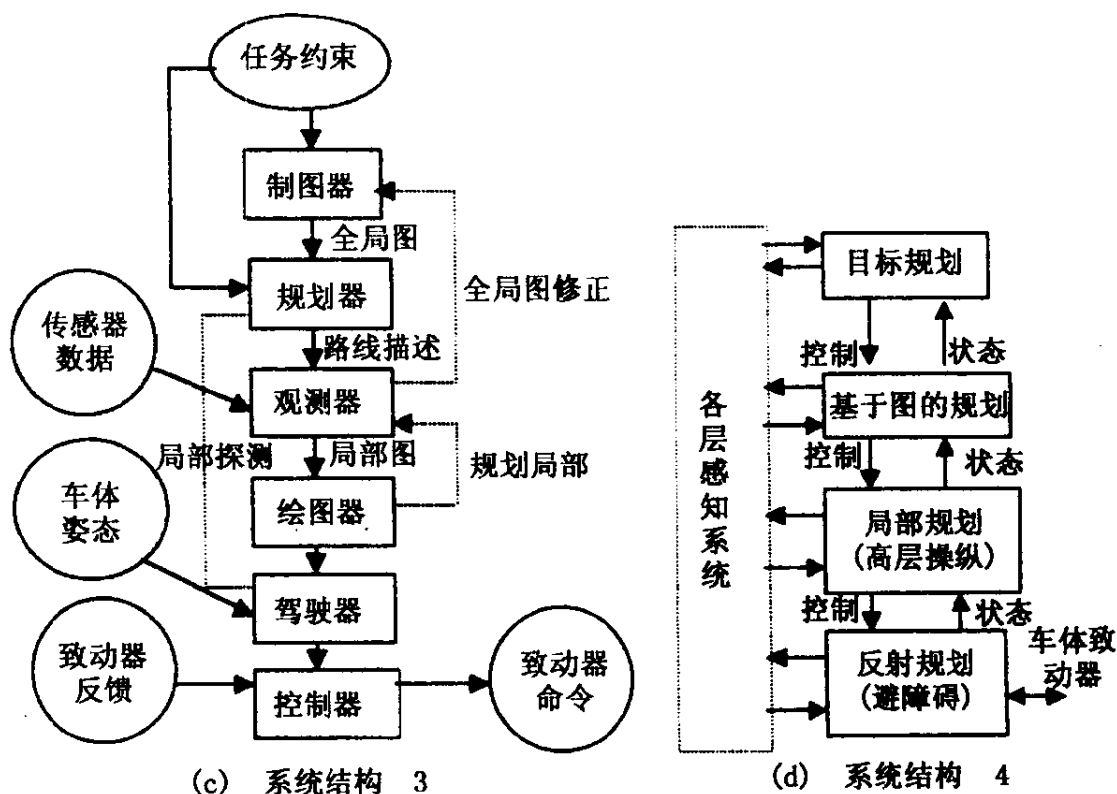 任务约束
制图器
全局图
规划器
全局图修正
传感器
数据
路线描述
观测器
局部探测
局部图
规划局部
车体
姿态
绘图器
驾驶器
致动器
反馈
控制器
致动器
命令
(c) 系统结构 3
各层感知系统
目标规划
控制
状态
基于图的规划
控制
状态
局部规划
(高层操纵)
控制
状态
反射规划
(避障碍)
车体致
动器
(d) 系统结构 4